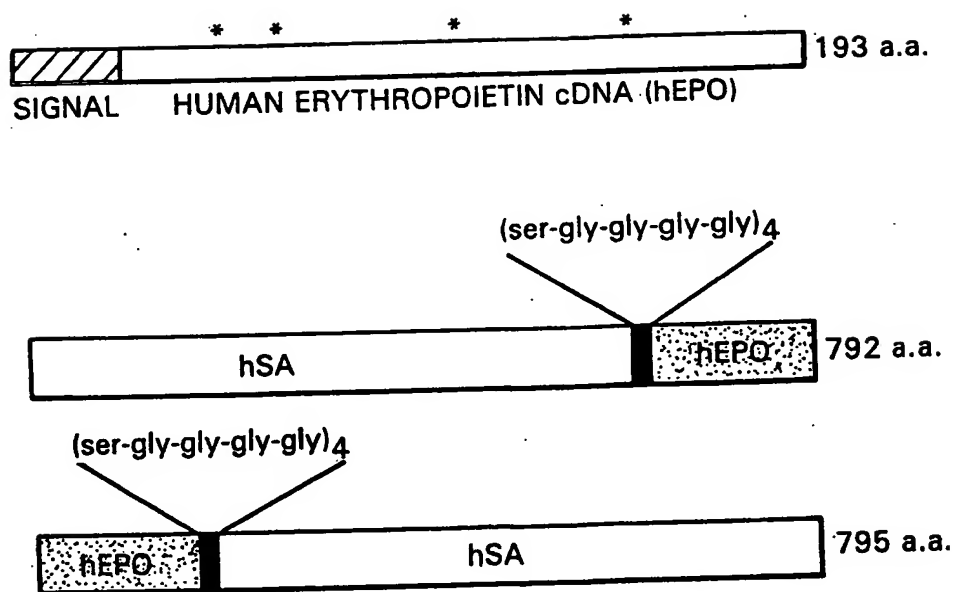 * * * *
193 a.a.
SIGNAL HUMAN ERYTHROPOIETIN cDNA (hEPO)
(ser-gly-gly-gly-gly)4
hSA hEPO 792 a.a.
(ser-gly-gly-gly-gly)4
hEPO hSA 795 a.a.